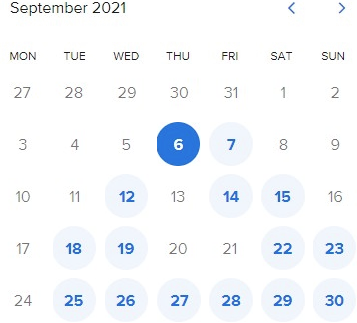 September 2021
MON TUE WED THU FRI SAT SUN
27 28 29 30 31 1 2
3 4 5 6 7 8 9
10 11 12 13 14 15 16
17 18 19 20 21 22 23
24 25 26 27 28 29 30